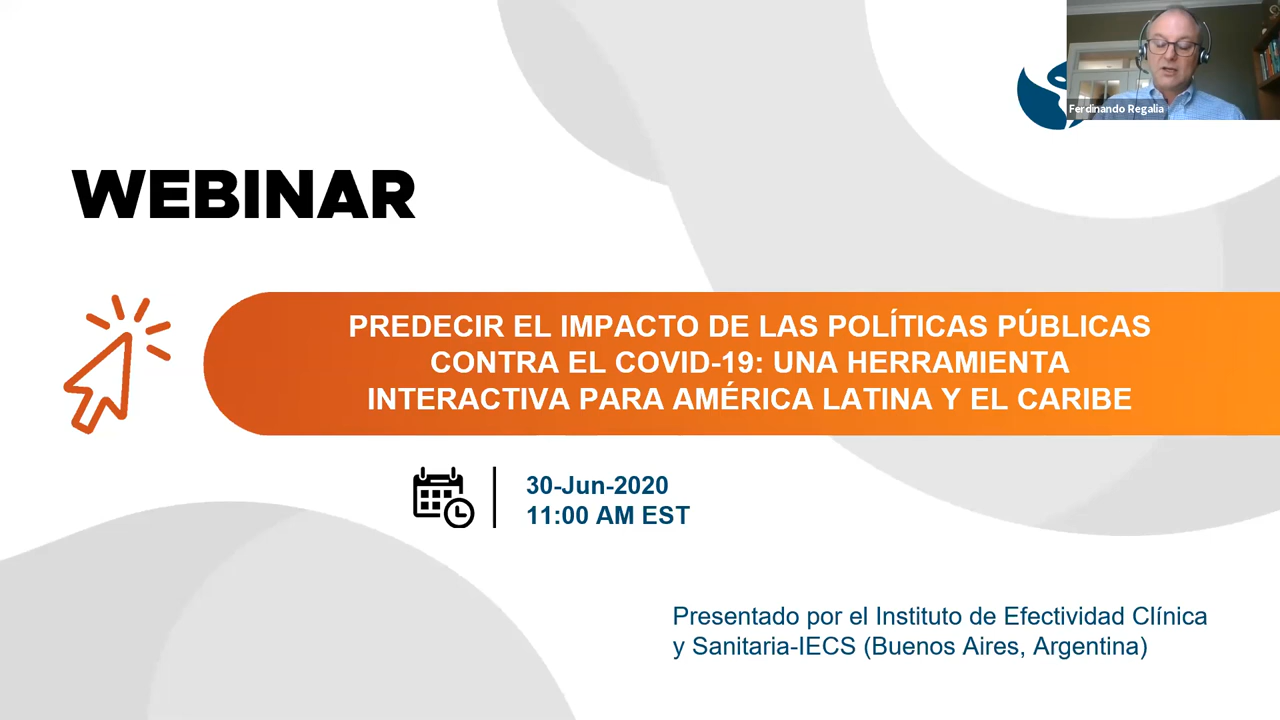 Ferdinando Regalia
WEBINAR
PREDECIR EL IMPACTO DE LAS POLÍTICAS PÚBLICAS
CONTRA EL COVID-19: UNA HERRAMIENTA
INTERACTIVA PARA AMÉRICA LATINA Y EL CARIBE
30-Jun-2020
11:00 AM EST
Presentado por el Instituto de Efectividad Clínica
y Sanitaria-IECS (Buenos Aires, Argentina)